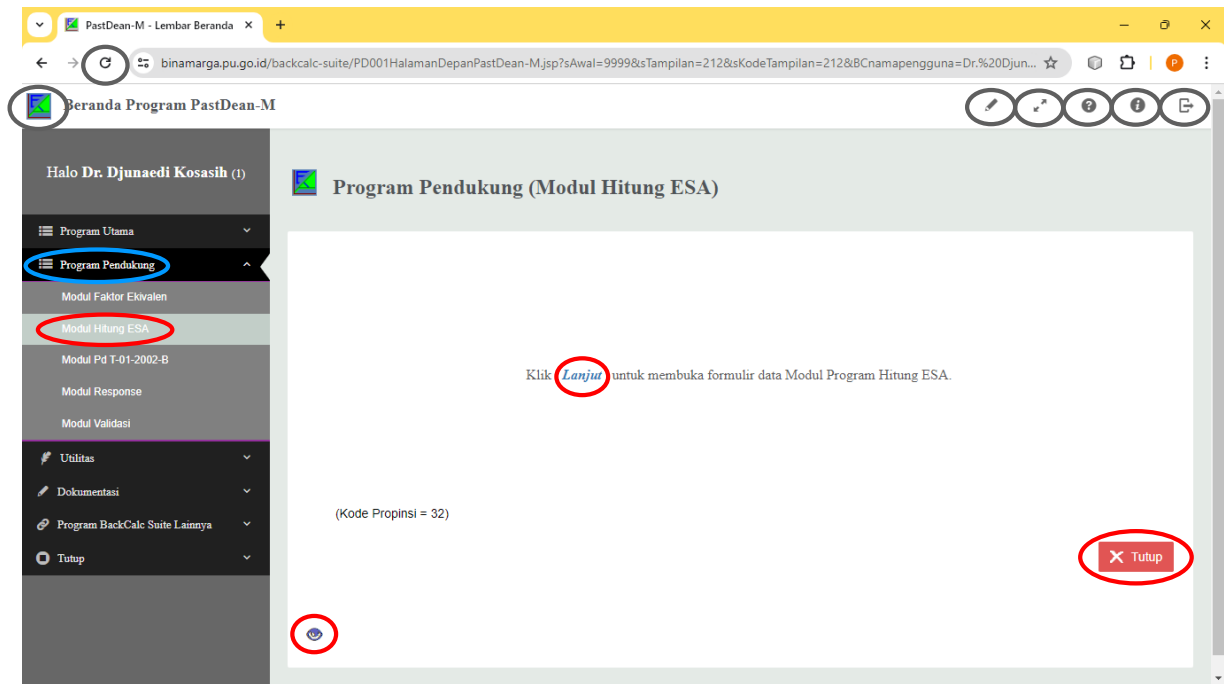 PastDean-M - Lembar Beranda
binamarga.pu.go.id/backcalc-suite/PD001HalamanDepanPastDean-M.jsp?sAwal=9999&sTampilan=212&sKodeTampilan=212&BCnamapengguna=Dr.%20Djun...
P
Beranda Program PastDean-M
Halo Dr. Djunaedi Kosasih (1)
Program Pendukung (Modul Hitung ESA)
Program Utama
Program Pendukung
Modul Faktor Ekivalen
Modul Hitung ESA
Modul Pd T-01-2002-B
Modul Response
Modul Validasi
Utilitas
Dokumentasi
Program BackCalc Suite Lainnya
Tutup
Klik Lanjut untuk membuka formulir data Modul Program Hitung ESA.
(Kode Propinsi = 32)
Tutup